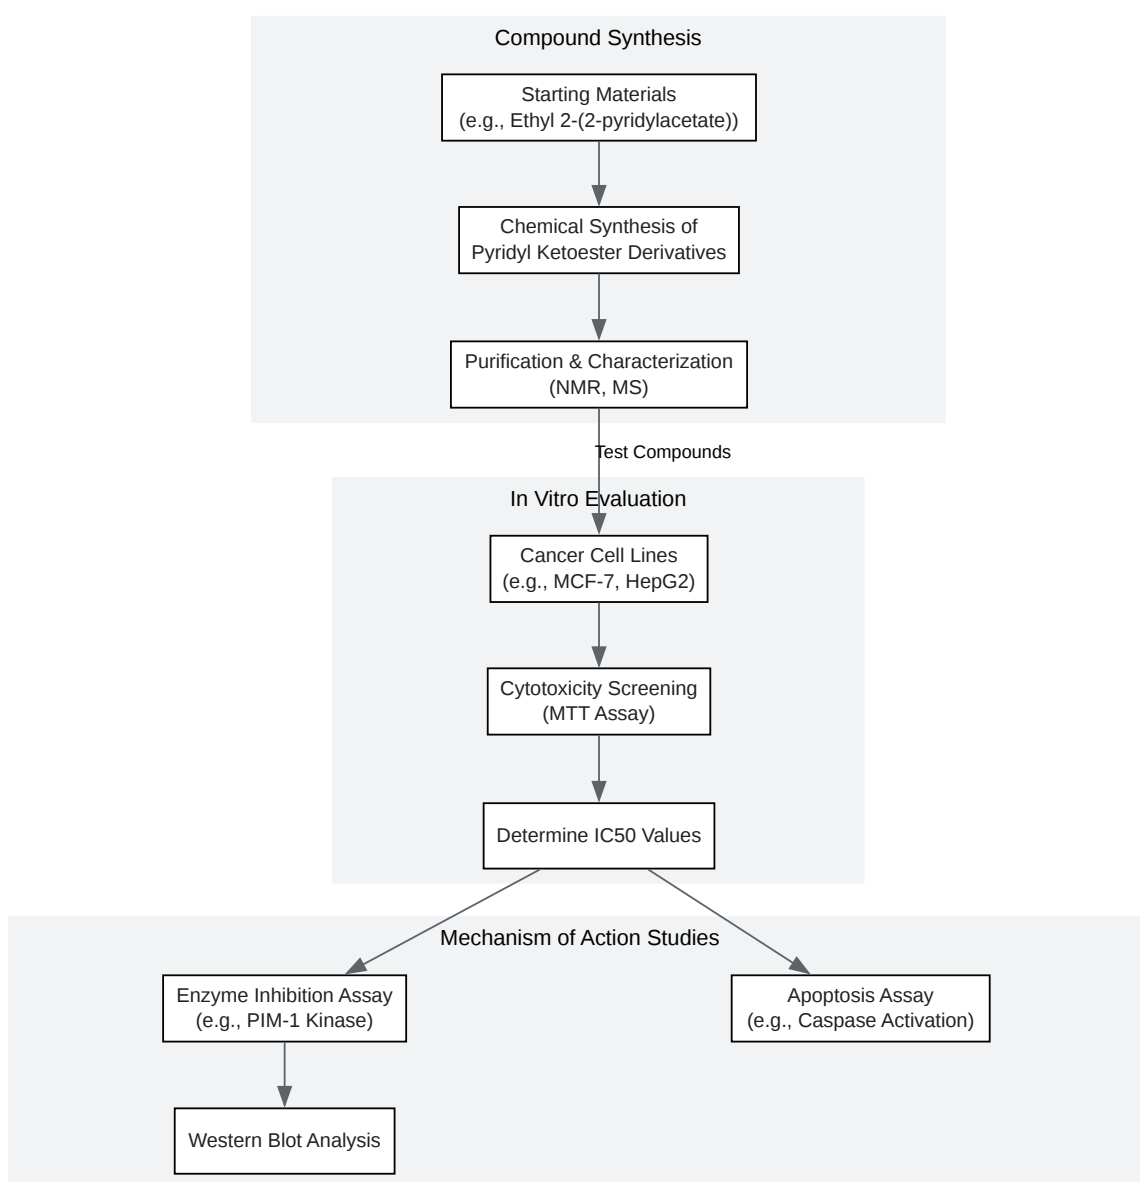 Compound Synthesis
Starting Materials
(e.g., Ethyl 2-(2-pyridylacetate))
Chemical Synthesis of
Pyridyl Ketoester Derivatives
Purification & Characterization
(NMR, MS)
Test Compounds
In Vitro Evaluation
Cancer Cell Lines
(e.g., MCF-7, HepG2)
Cytotoxicity Screening
(MTT Assay)
Determine IC50 Values
Mechanism of Action Studies
Enzyme Inhibition Assay
(e.g., PIM-1 Kinase)
Apoptosis Assay
(e.g., Caspase Activation)
Western Blot Analysis